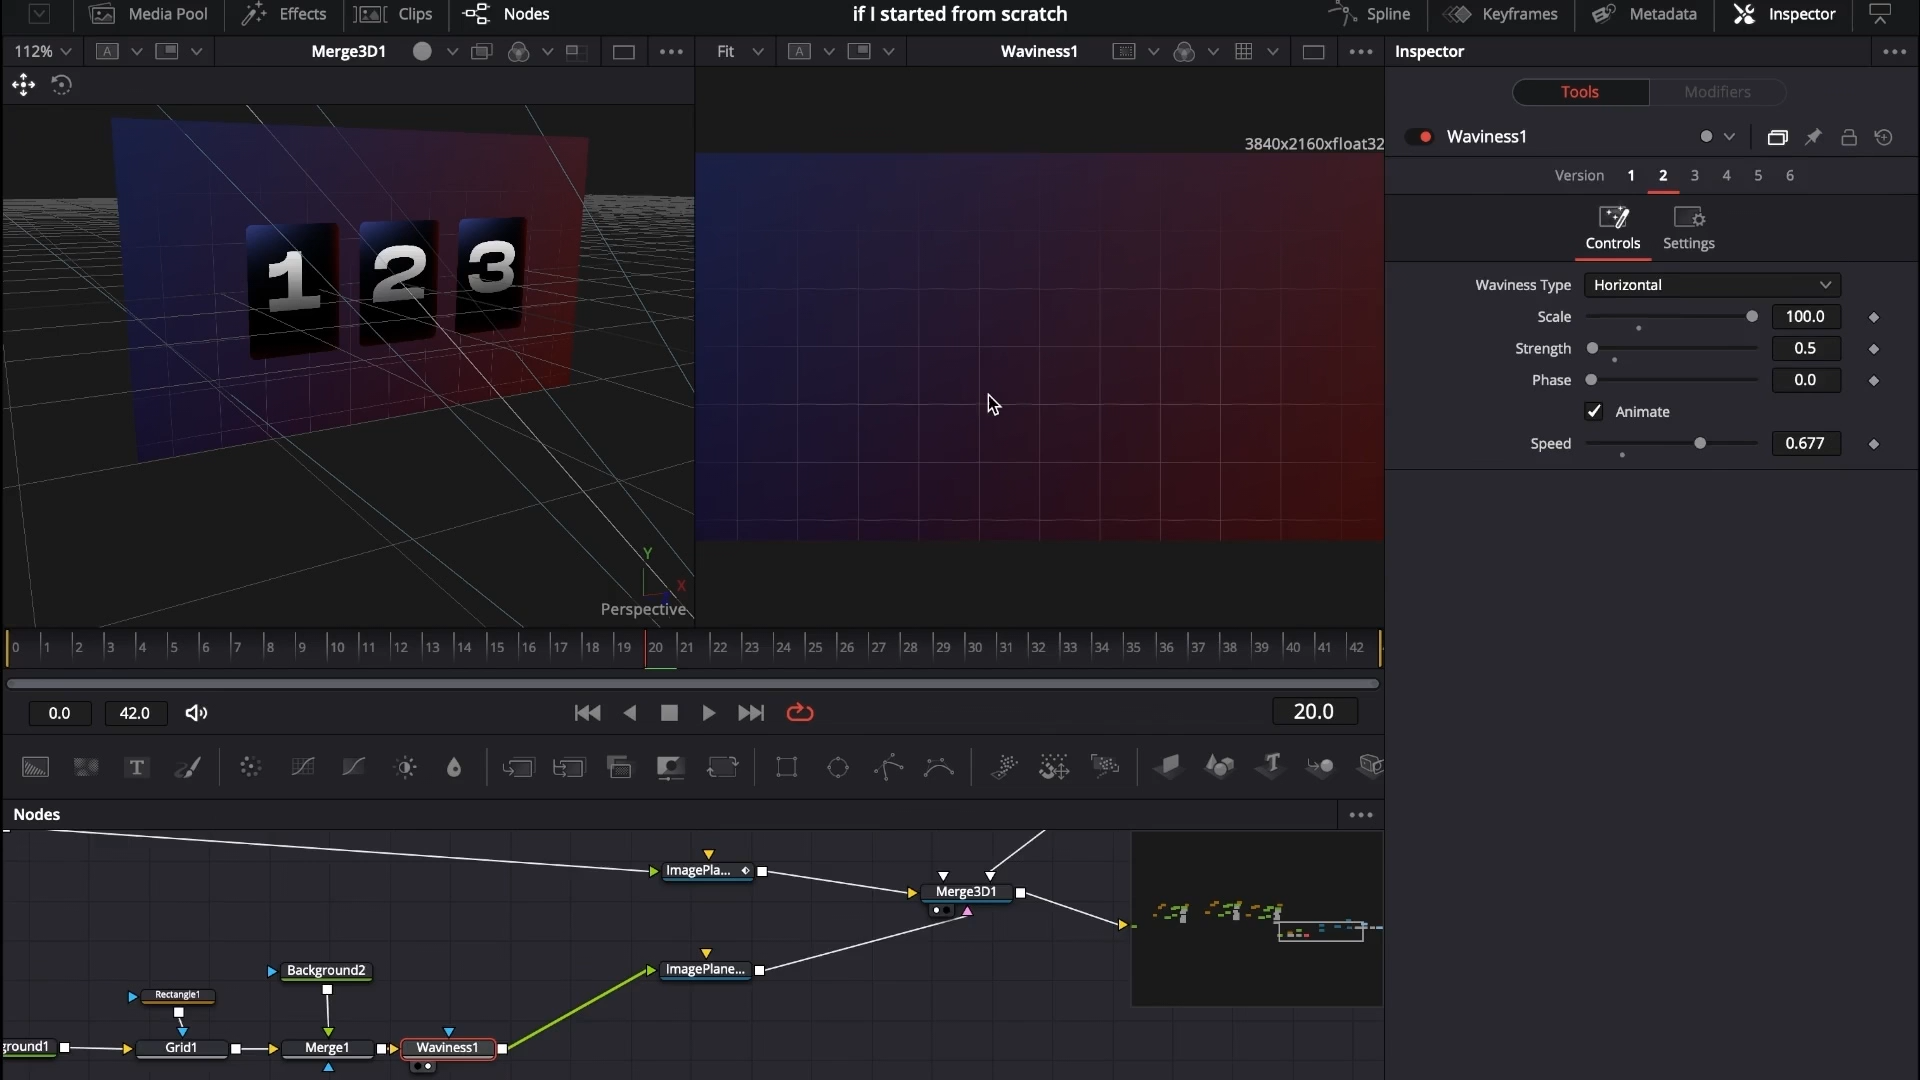 Media Pool Effects Clips Nodes if I started from scratch Spline Keyframes Metadata Inspector
112% A Merge3D1 Fit A Waviness1 Inspector
Tools Modifiers
3840x2160xfloat32
Waviness1
Version 1 2 3 4 5 6
Controls Settings
1 2 3
Waviness Type Horizontal
Scale 100.0
Strength 0.5
Phase 0.0
Animate
Speed 0.677
Y
X
Perspective
0 1 2 3 4 5 6 7 8 9 10 11 12 13 14 15 16 17 18 19 20 21 22 23 24 25 26 27 28 29 30 31 32 33 34 35 36 37 38 39 40 41 42
0.0 42.0 20.0
T T
Nodes
ImagePla...
Merge3D1
Background2 ImagePlane...
Rectangle1
ground1 Grid1 Merge1 Waviness1